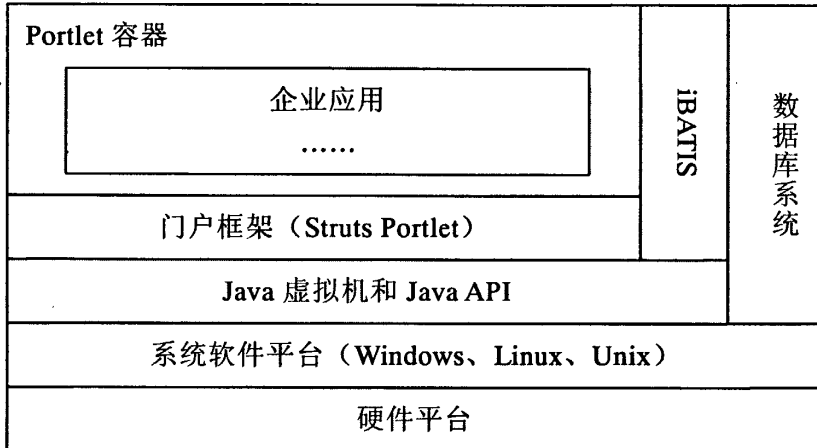 Portlet 容器
企业应用
……
iBATIS
数据库系统
门户框架（Struts Portlet）
Java 虚拟机和 Java API
系统软件平台（Windows、Linux、Unix）
硬件平台